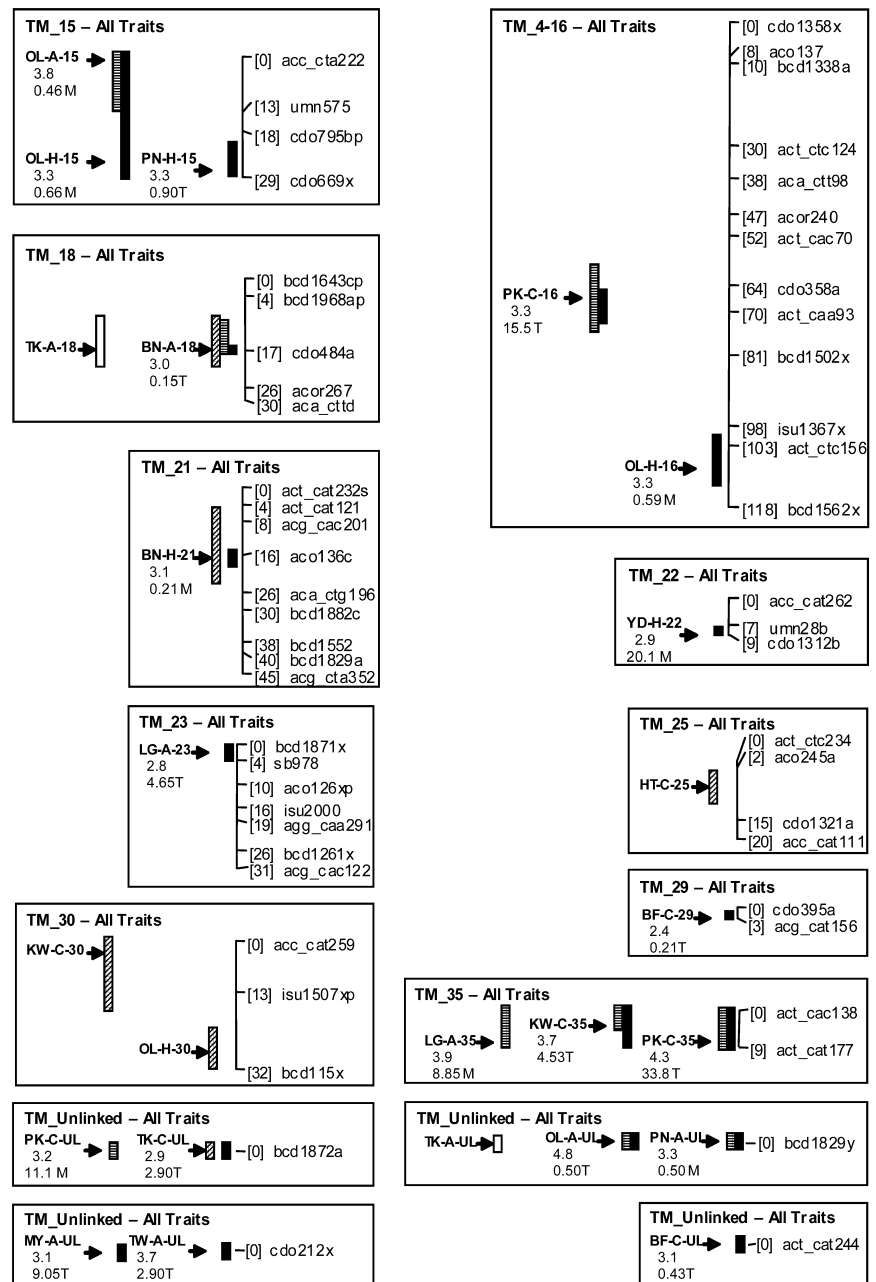 TM_15 – All Traits
OL-A-15
3.8
0.46 M
OL-H-15
3.3
0.66 M
PN-H-15
3.3
0.90T
[0] acc_cta222
[13] umn575
[18] cdo795bp
[29] cdo669x
TM_4-16 – All Traits
PK-C-16
3.3
15.5 T
OL-H-16
3.3
0.59 M
[0] cdo1358x
[8] aco137
[10] bcd1338a
[30] act_ctc124
[38] aca_ctt98
[47] acor240
[52] act_cac70
[64] cdo358a
[70] act_caa93
[81] bcd1502x
[98] isu1367x
[103] act_ctc156
[118] bcd1562x
TM_18 – All Traits
TK-A-18
BN-A-18
3.0
0.15T
[0] bcd1643cp
[4] bcd1968ap
[17] cdo484a
[26] acor267
[30] aca_cttd
TM_21 – All Traits
BN-H-21
3.1
0.21 M
[0] act_cat232s
[4] act_cat121
[8] acg_cac201
[16] aco136c
[26] aca_ctg196
[30] bcd1882c
[38] bcd1552
[40] bcd1829a
[45] acg_cta352
TM_22 – All Traits
YD-H-22
2.9
20.1 M
[0] acc_cat262
[7] umn28b
[9] cdo1312b
TM_23 – All Traits
LG-A-23
2.8
4.65T
[0] bcd1871x
[4] sb978
[10] aco126xp
[16] isu2000
[19] agg_caa291
[26] bcd1261x
[31] acg_cac122
TM_25 – All Traits
HT-C-25
[0] act_ctc234
[2] aco245a
[15] cdo1321a
[20] acc_cat111
TM_29 – All Traits
BF-C-29
2.4
0.21T
[0] cdo395a
[3] acg_cat156
TM_30 – All Traits
KW-C-30
OL-H-30
[0] acc_cat259
[13] isu1507xp
[32] bcd115x
TM_35 – All Traits
LG-A-35
3.9
8.85 M
KW-C-35
3.7
4.53T
PK-C-35
4.3
33.8 T
[0] act_cac138
[9] act_cat177
TM_Unlinked – All Traits
PK-C-UL
3.2
11.1 M
TK-C-UL
2.9
2.90T
[0] bcd1872a
TM_Unlinked – All Traits
TK-A-UL
OL-A-UL
4.8
0.50T
PN-A-UL
3.3
0.50 M
[0] bcd1829y
TM_Unlinked – All Traits
MY-A-UL
3.1
9.05T
TW-A-UL
3.7
2.90T
[0] cdo212x
TM_Unlinked – All Traits
BF-C-UL
3.1
0.43T
[0] act_cat244